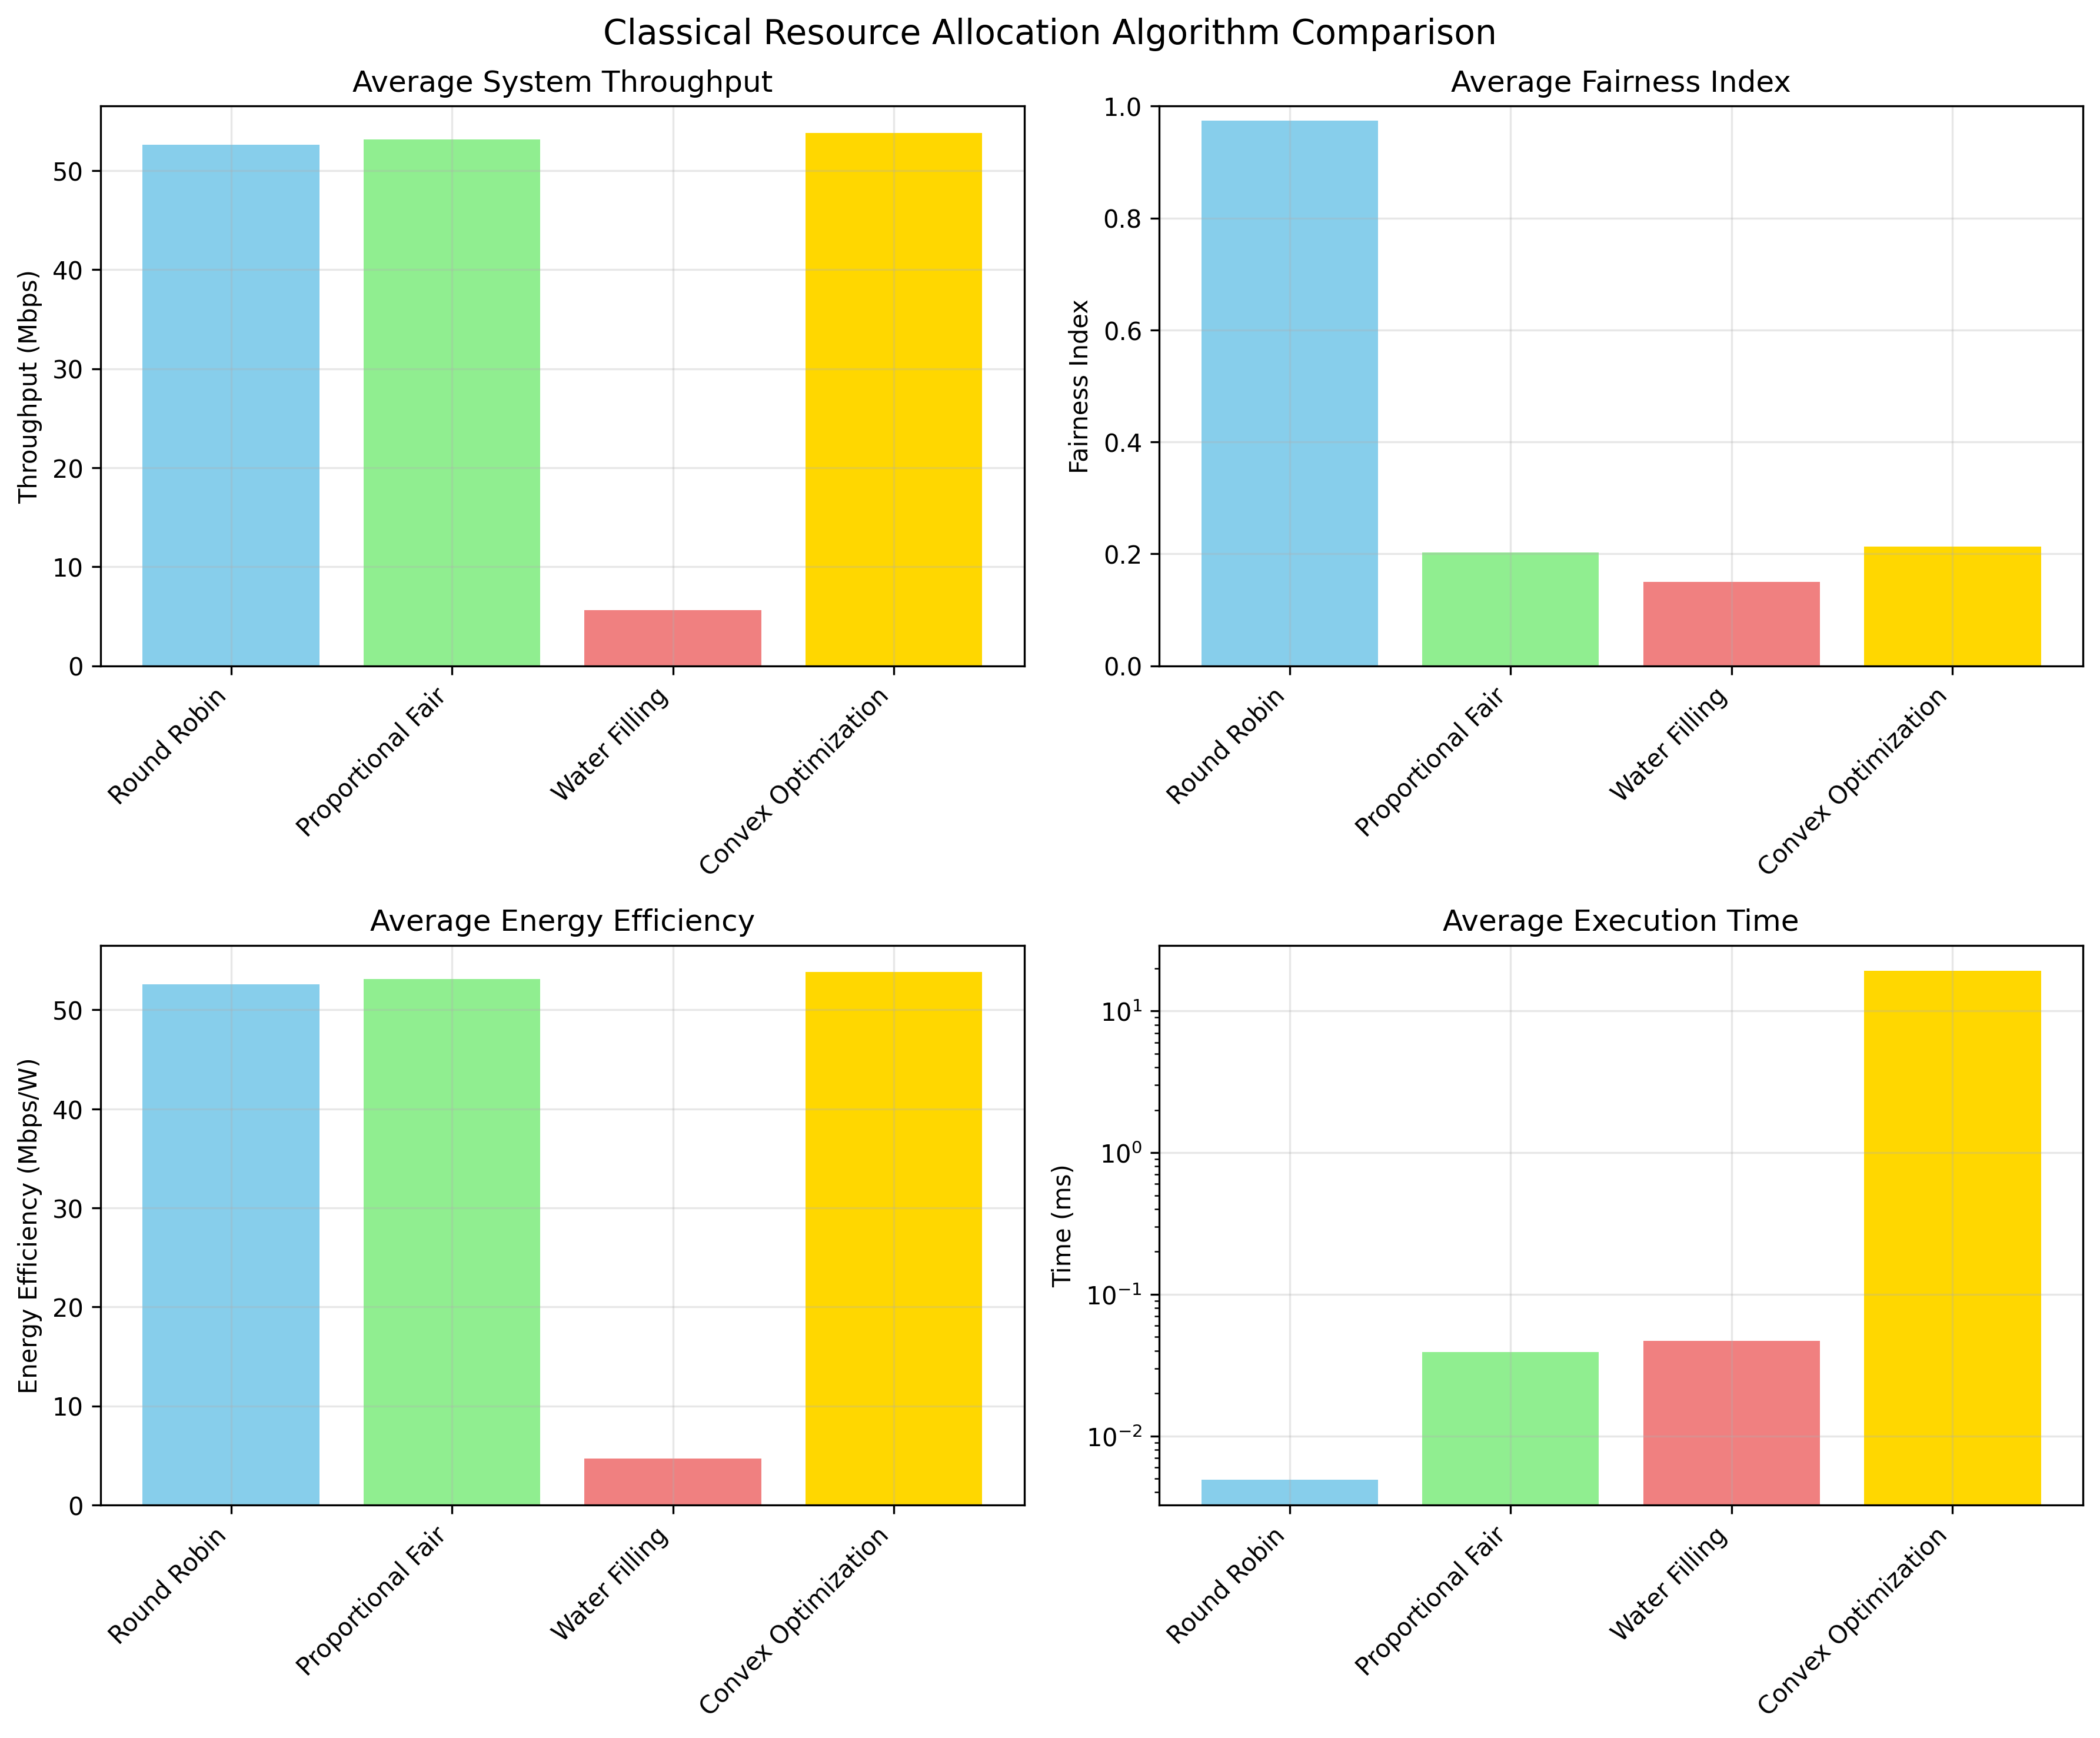 Classical Resource Allocation Algorithm Comparison
Average System Throughput
Throughput (Mbps)
50
40
30
20
10
0
Round Robin
Proportional Fair
Water Filling
Convex Optimization
Average Fairness Index
Fairness Index
1.0
0.8
0.6
0.4
0.2
0.0
Round Robin
Proportional Fair
Water Filling
Convex Optimization
Average Energy Efficiency
Energy Efficiency (Mbps/W)
50
40
30
20
10
0
Round Robin
Proportional Fair
Water Filling
Convex Optimization
Average Execution Time
Time (ms)
10¹
10⁰
10⁻¹
10⁻²
Round Robin
Proportional Fair
Water Filling
Convex Optimization